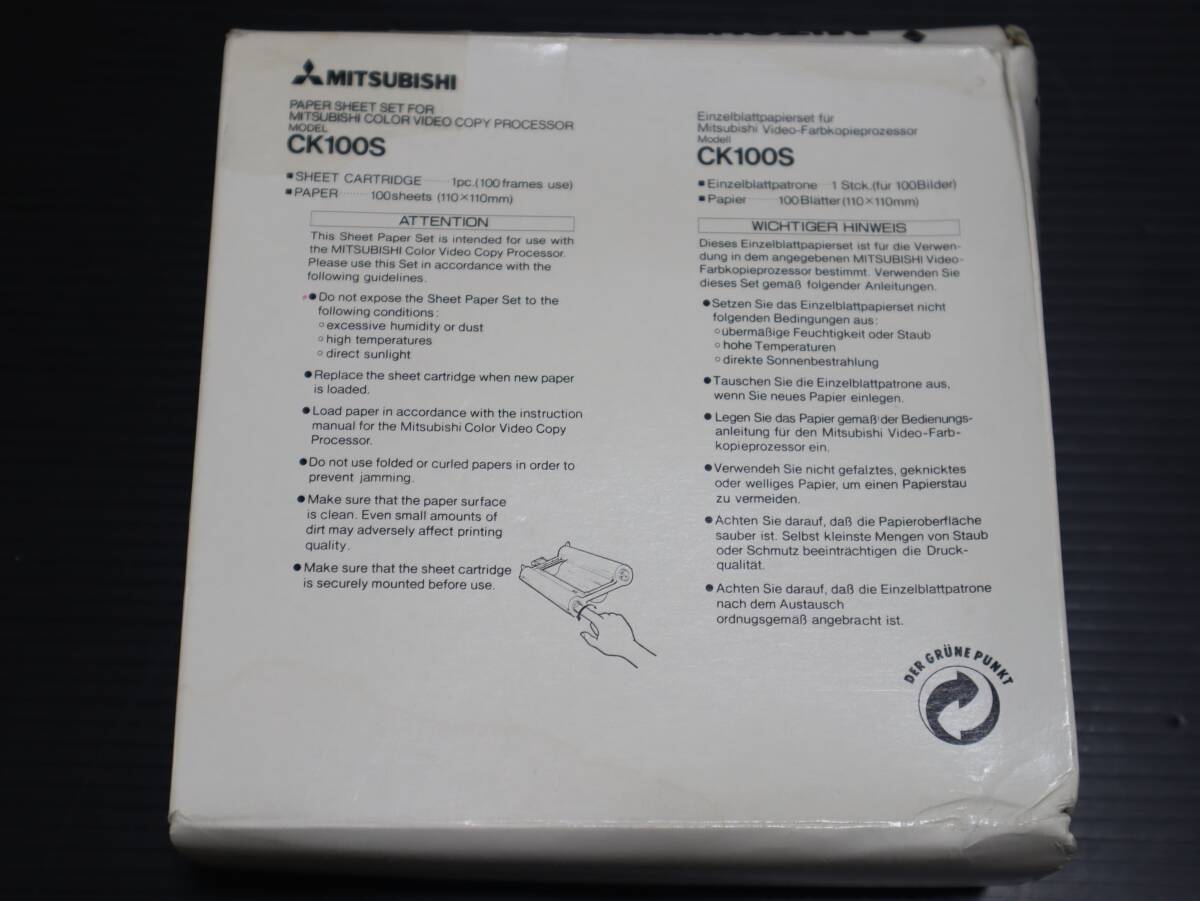 MITSUBISHI
PAPER SHEET SET FOR
MITSUBISHI COLOR VIDEO COPY PROCESSOR
MODEL
CK100S
■SHEET CARTRIDGE 1pc.(100 frames use)
■PAPER 100sheets (110×110mm)
ATTENTION
This Sheet Paper Set is intended for use with
the MITSUBISHI Color Video Copy Processor.
Please use this Set in accordance with the
following guidelines.
●Do not expose the Sheet Paper Set to the
following conditions:
○excessive humidity or dust
○high temperatures
○direct sunlight
●Replace the sheet cartridge when new paper
is loaded.
●Load paper in accordance with the instruction
manual for the Mitsubishi Color Video Copy
Processor.
●Do not use folded or curled papers in order to
prevent jamming.
●Make sure that the paper surface
is clean. Even small amounts of
dirt may adversely affect printing
quality.
●Make sure that the sheet cartridge
is securely mounted before use.
Einzelblattpapierset für
Mitsubishi Video-Farbkopieprozessor
Modell
CK100S
■Einzelblattpatrone 1 Stck.(für 100Bilder)
■Papier 100Blätter(110×110mm)
WICHTIGER HINWEIS
Dieses Einzelblattpapierset ist für die Verwen-
dung in dem angegebenen MITSUBISHI Video-
Farbkopieprozessor bestimmt. Verwenden Sie
dieses Set gemäß folgender Anleitungen.
●Setzen Sie das Einzelblattpapierset nicht
folgenden Bedingungen aus:
○übermäßige Feuchtigkeit oder Staub
○hohe Temperaturen
○direkte Sonnenbestrahlung
●Tauschen Sie die Einzelblattpatrone aus,
wenn Sie neues Papier einlegen.
●Legen Sie das Papier gemäß der Bedienungs-
anleitung für den Mitsubishi Video-Farb-
kopieprozessor ein.
●Verwendeh Sie nicht gefalztes, geknicktes
oder welliges Papier, um einen Papierstau
zu vermeiden.
●Achten Sie darauf, daß die Papieroberfläche
sauber ist. Selbst kleinste Mengen von Staub
oder Schmutz beeinträchtigen die Druck-
qualität.
●Achten Sie darauf, daß die Einzelblattpatrone
nach dem Austausch
ordnugsgemäß angebracht ist.
DER GRÜNE PUNKT